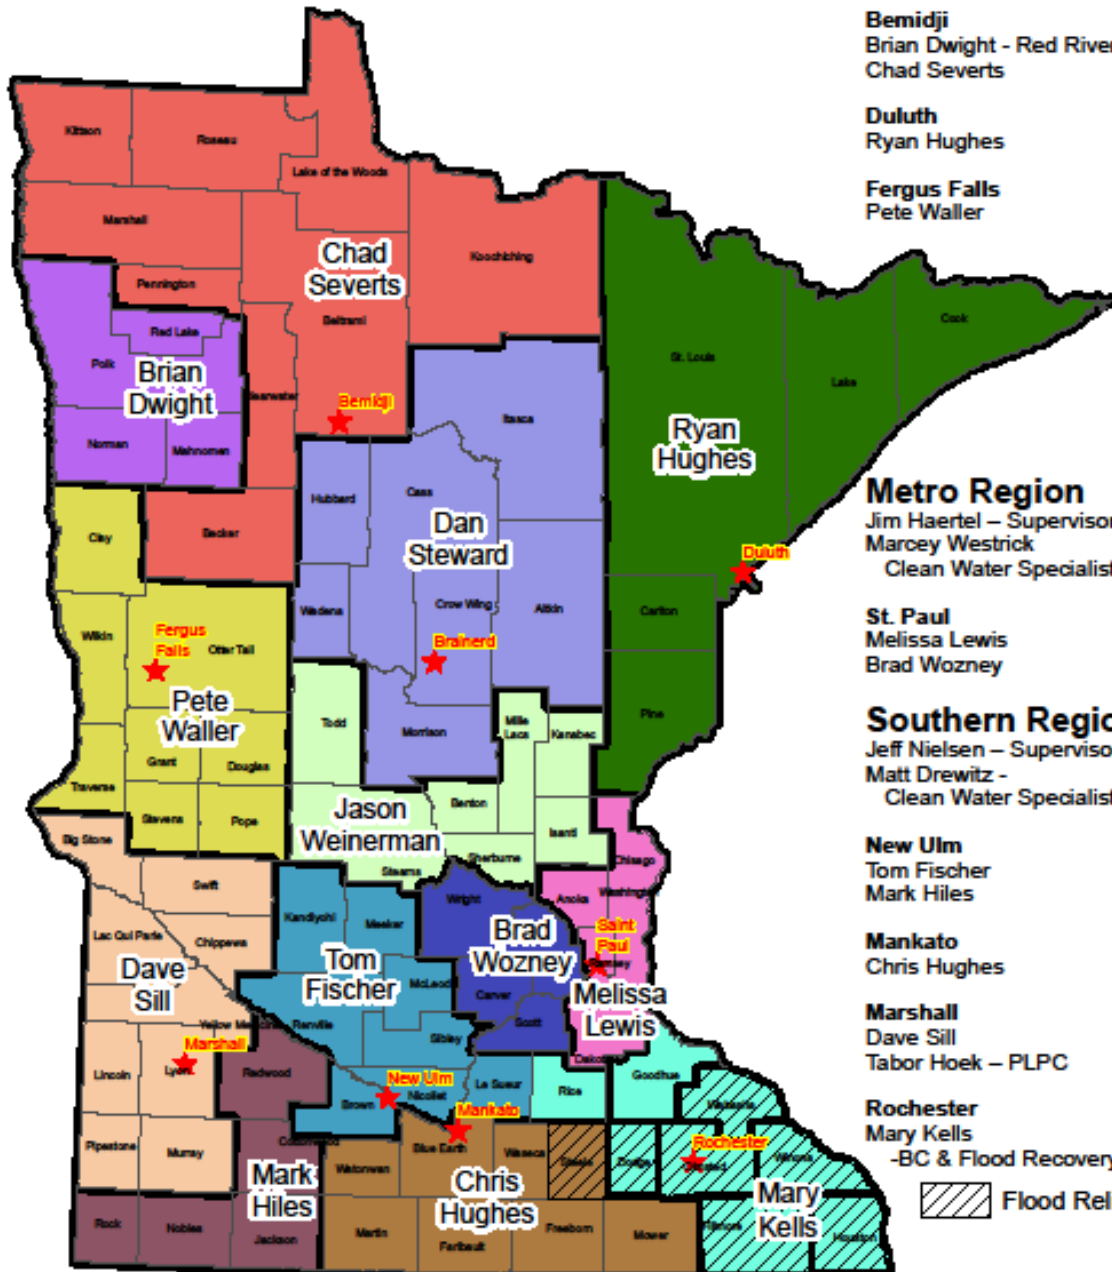 Bemidji
Brian Dwight - Red River
Chad Severts
Duluth
Ryan Hughes
Fergus Falls
Pete Waller
Metro Region
Jim Haertel – Supervisor
Marcey Westrick
Clean Water Specialist
St. Paul
Melissa Lewis
Brad Wozney
Southern Regio
Jeff Nielsen – Superviso
Matt Drewitz -
Clean Water Specialist
New Ulm
Tom Fischer
Mark Hiles
Mankato
Chris Hughes
Marshall
Dave Sill
Tabor Hoek – PLPC
Rochester
Mary Kells
-BC & Flood Recovery
Flood Rel
Kittson
Roseau
Lake of the Woods
Marshall
Koochiching
Chad
Severts
Pennington
Beltrami
Red Lake
Polk
Brian
Dwight
Clearwater
Bemidji
Norman
Mahnomen
Cook
St. Louis
Lake
Itasca
Ryan
Hughes
Hubbard
Cass
Clay
Becker
Dan
Steward
Duluth
Wadena
Crow Wing
Aitkin
Carlton
Wilkin
Fergus
Falls
Otter Tail
Brainerd
Pete
Waller
Todd
Morrison
Mille
Lacs
Kanabec
Pine
Grant
Douglas
Traverse
Stevens
Pope
Jason
Weinerman
Benton
Isanti
Big Stone
Stearns
Sherburne
Chisago
Swift
Kandiyohi
Meeker
Wright
Anoka
Washington
Lac Qui Parle
Chippewa
Dave
Sill
Tom
Fischer
Brad
Wozney
Saint
Paul
Ramsey
McLeod
Carver
Melissa
Lewis
Yellow Medicine
Renville
Sibley
Scott
Dakota
Marshall
Lincoln
Lyon
Redwood
New Ulm
Brown
Nicollet
Le Sueur
Rice
Goodhue
Wabasha
Mankato
Pipestone
Murray
Cottonwood
Watonwan
Blue Earth
Waseca
Steele
Dodge
Rochester
Olmsted
Winona
Mark
Hiles
Chris
Hughes
Mary
Kells
Rock
Nobles
Jackson
Martin
Faribault
Freeborn
Mower
Fillmore
Houston